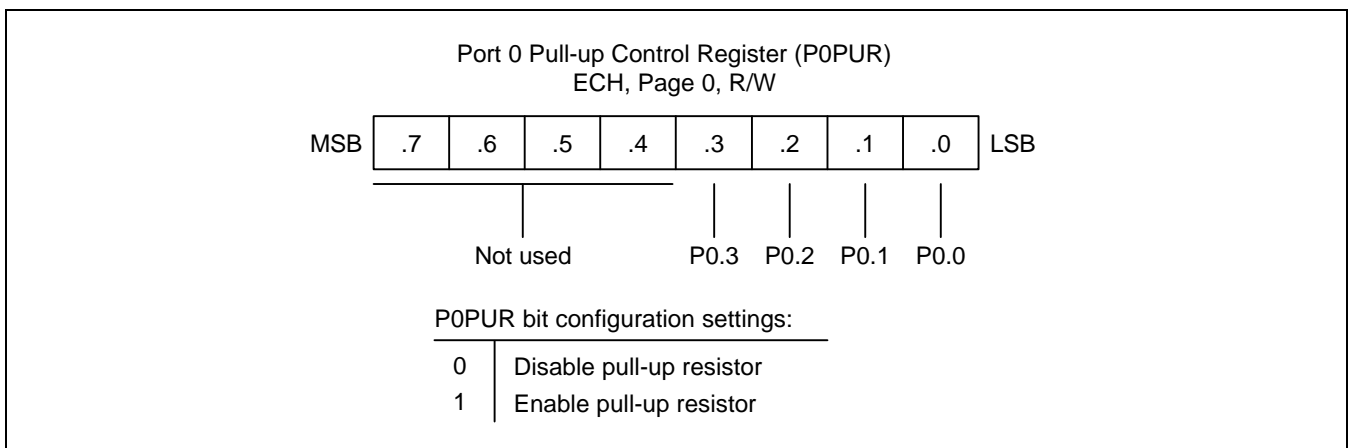 Port 0 Pull-up Control Register (P0PUR)
ECH, Page 0, R/W
MSB .7 .6 .5 .4 .3 .2 .1 .0 LSB
Not used P0.3 P0.2 P0.1 P0.0
P0PUR bit configuration settings:
0 Disable pull-up resistor
1 Enable pull-up resistor